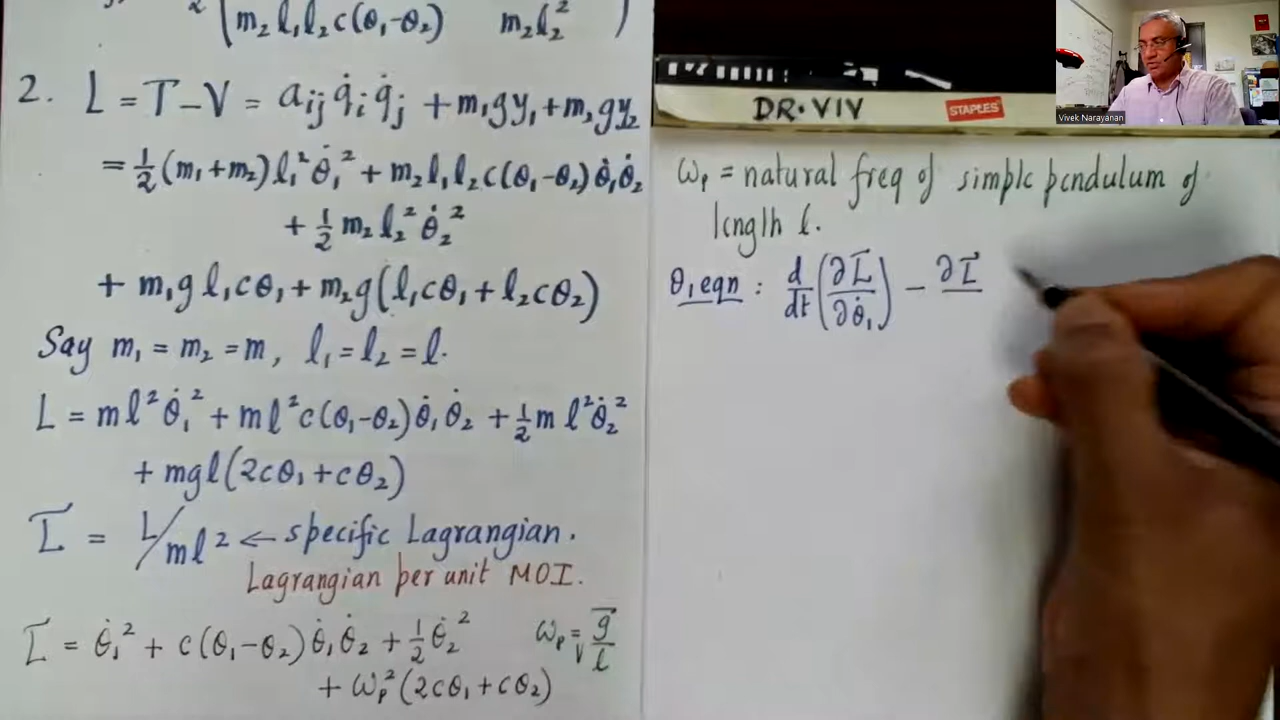 (m₂l₁l₂c(θ₁-θ₂) m₂l₂²)
2. L = T-V = aᵢⱼ q̇ᵢ q̇ⱼ + m₁gy₁ + m₂gy₂
= ½(m₁+m₂)l₁²θ̇₁² + m₂l₁l₂c(θ₁-θ₂)θ̇₁θ̇₂
+ ½m₂l₂²θ̇₂²
+ m₁gl₁cθ₁ + m₂g(l₁cθ₁ + l₂cθ₂)
Say m₁ = m₂ = m, l₁ = l₂ = l.
L = ml²θ̇₁² + ml²c(θ₁-θ₂)θ̇₁θ̇₂ + ½ml²θ̇₂²
+ mgl(2cθ₁ + cθ₂)
L̄ = L/ml² ← specific Lagrangian.
Lagrangian per unit MOI.
L̄ = θ̇₁² + c(θ₁-θ₂)θ̇₁θ̇₂ + ½θ̇₂² ωₚ = √(g/l)
+ ωₚ²(2cθ₁ + cθ₂)
DR·VIV STAPLES
Vivek Narayanan
ωₚ = natural freq of simple pendulum of
length l.
θ₁ eqn : d/dt(∂L̄/∂θ̇₁) - ∂L̄